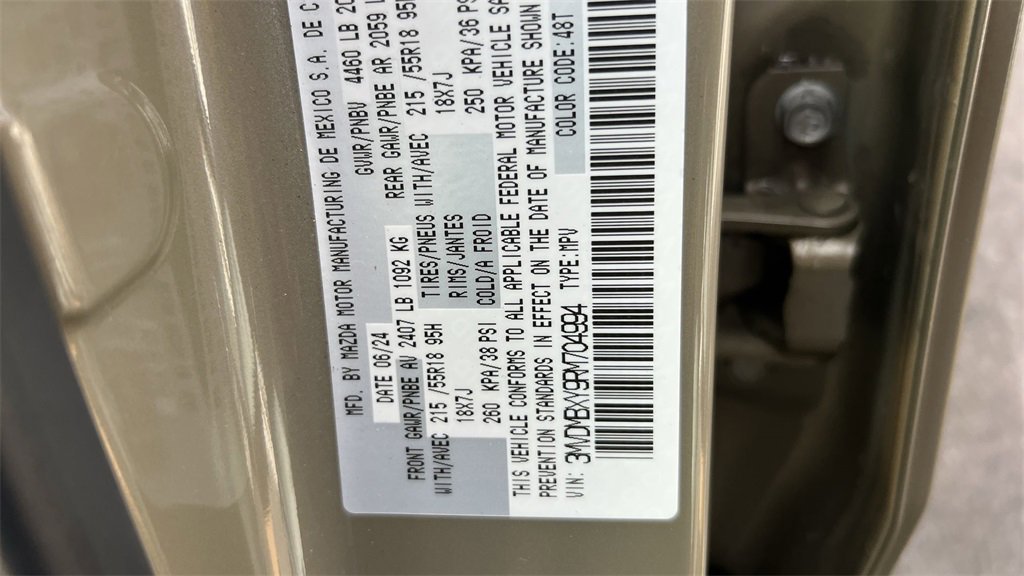 MFD. BY MAZDA MOTOR MANUFACTURING DE MEXICO S.A. DE C
DATE 06/24 GVWR/PNBV 4460 LB 20
FRONT GAWR/PNBE AV 2407 LB 1092 KG REAR GAWR/PNBE AR 2059 L
WITH/AVEC 215 /55R18 95H TIRES/PNEUS WITH/AVEC 215 /55R18 95H
18X7J RIMS/JANTES 18X7J
260 KPA/38 PSI COLD/A FROID 250 KPA/36 PS
THIS VEHICLE CONFORMS TO ALL APPLICABLE FEDERAL MOTOR VEHICLE SA
PREVENTION STANDARDS IN EFFECT ON THE DATE OF MANUFACTURE SHOWN
VIN: 3MVDMBXY9RM704994 TYPE:MPV COLOR CODE:48T